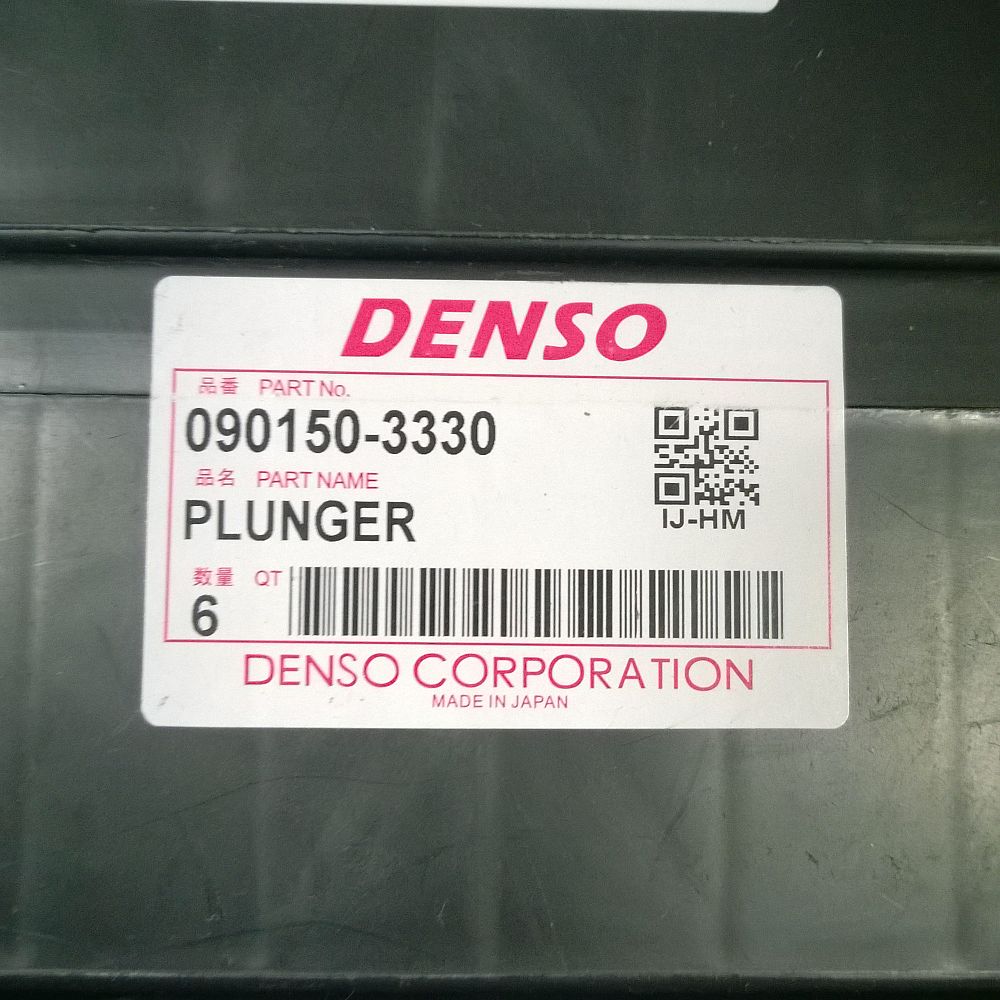 DENSO
品番 PART No.
090150-3330
品名 PART NAME
PLUNGER
IJ-HM
数量 QT
6
DENSO CORPORATION
MADE IN JAPAN